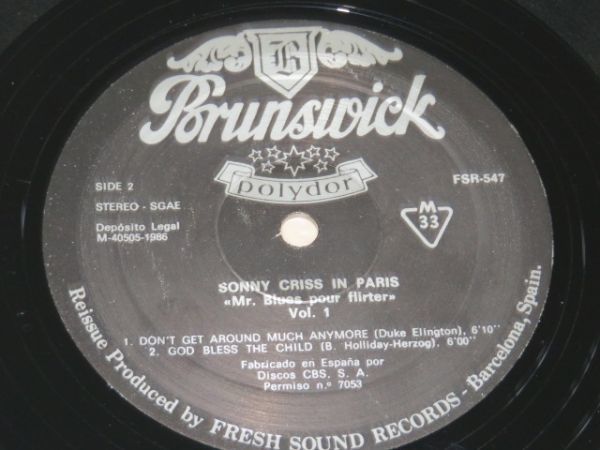 B
Brunswick
polydor
SIDE 2
STEREO - SGAE
Depósito Legal
M-40505-1986
FSR-547
M
33
SONNY CRISS IN PARIS
«Mr. Blues pour flirter»
Vol. 1
1. DON'T GET AROUND MUCH ANYMORE (Duke Elington), 6'10"
2. GOD BLESS THE CHILD (B. Holliday-Herzog), 6'00"
Fabricado en España por
Discos CBS. S. A.
Permiso n.º 7053
Reissue Produced by FRESH SOUND RECORDS - Barcelona, Spain.